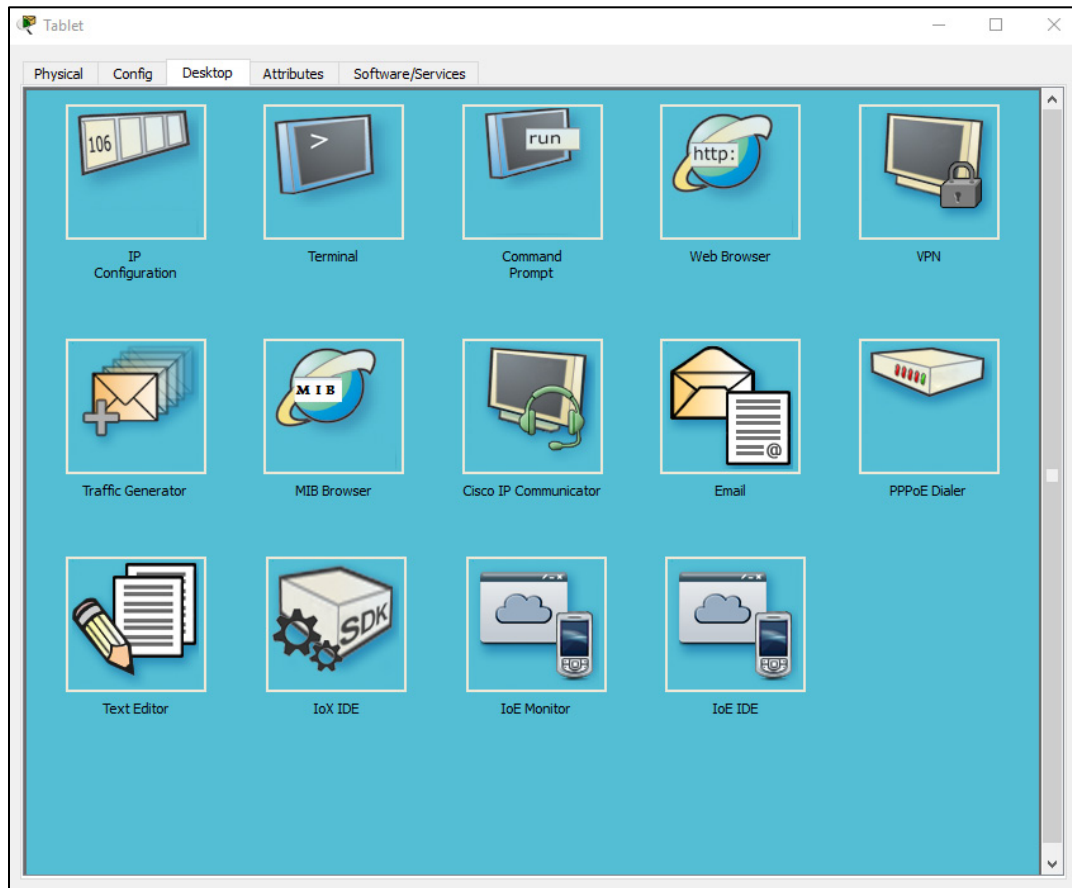 Tablet
Physical Config Desktop Attributes Software/Services
106
>
run
http:
IP
Configuration
Terminal
Command
Prompt
Web Browser
VPN
MIB
@
Traffic Generator
MIB Browser
Cisco IP Communicator
Email
PPPoE Dialer
SDK
Text Editor
IoX IDE
IoE Monitor
IoE IDE